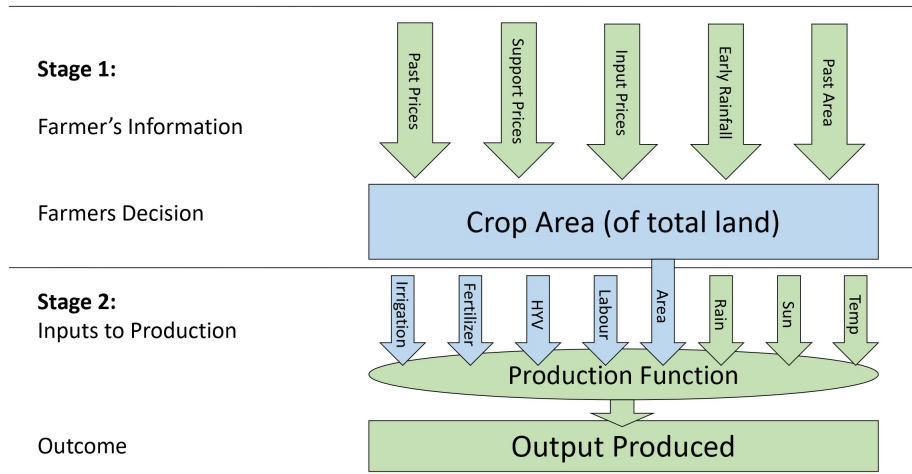 Stage 1:
Farmer's Information
Past Prices
Support Prices
Input Prices
Early Rainfall
Past Area
Farmers Decision
Crop Area (of total land)
Stage 2:
Inputs to Production
Irrigation
Fertilizer
HYV
Labour
Area
Rain
Sun
Temp
Production Function
Outcome
Output Produced